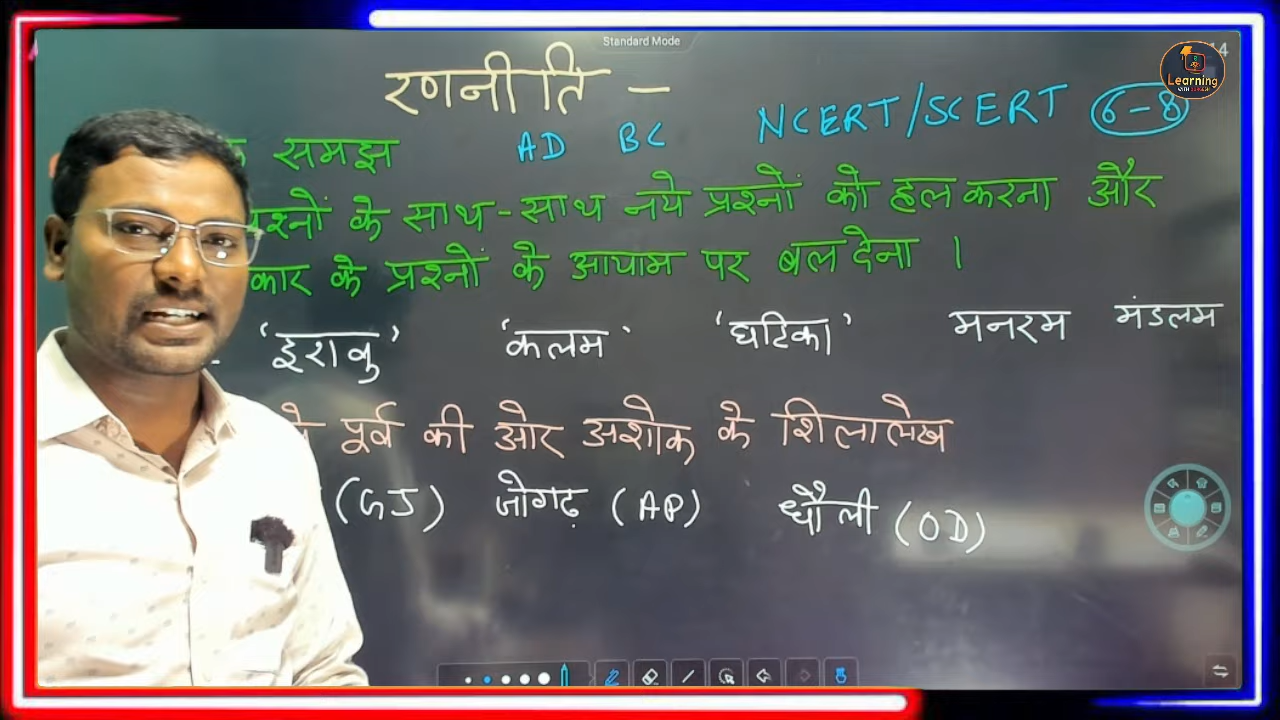 Standard Mode
14
Learning
रणनीति –
समझ AD BC NCERT/SCERT 6-8
के साथ-साथ नये प्रश्नों को हल करना और
के प्रश्नों के आयाम पर बल देना ।
'इरावु' 'कलम' 'घटिका' मनरम मंडलम
पूर्व की ओर अशोक के शिलालेख
(GJ) जोगढ़ (AP) धौली (OD)